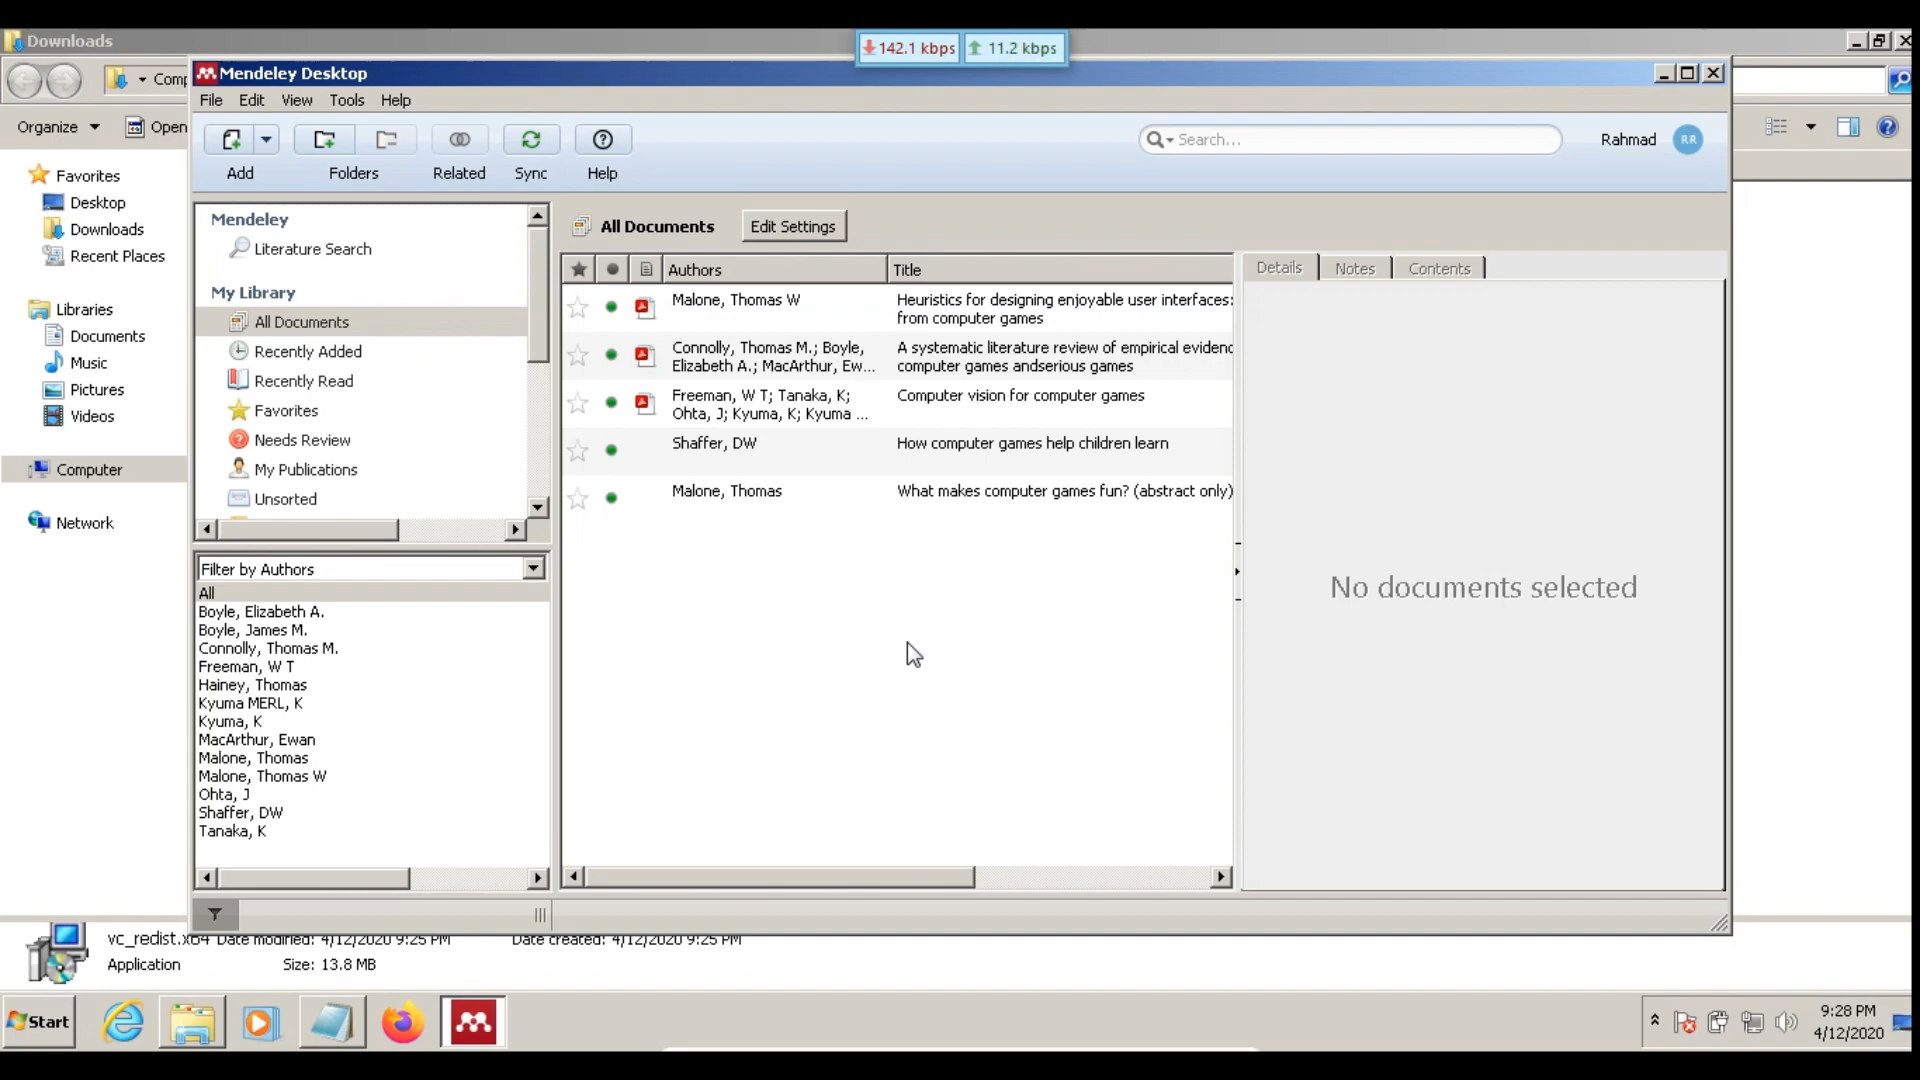 Downloads
142.1 kbps
11.2 kbps
Mendeley Desktop
File Edit View Tools Help
Add
Folders
Related
Sync
Help
Search...
Rahmad
RR
Organize
Open
Favorites
Desktop
Downloads
Recent Places
Libraries
Documents
Music
Pictures
Videos
Computer
Network
Mendeley
Literature Search
My Library
All Documents
Recently Added
Recently Read
Favorites
Needs Review
My Publications
Unsorted
Filter by Authors
All
Boyle, Elizabeth A.
Boyle, James M.
Connolly, Thomas M.
Freeman, W T
Hainey, Thomas
Kyuma MERL, K
Kyuma, K
MacArthur, Ewan
Malone, Thomas
Malone, Thomas W
Ohta, J
Shaffer, DW
Tanaka, K
All Documents
Edit Settings
Authors
Title
Malone, Thomas W
Heuristics for designing enjoyable user interfaces:
from computer games
Connolly, Thomas M.; Boyle,
Elizabeth A.; MacArthur, Ew...
A systematic literature review of empirical evidenc
computer games andserious games
Freeman, W T; Tanaka, K;
Ohta, J; Kyuma, K; Kyuma ...
Computer vision for computer games
Shaffer, DW
How computer games help children learn
Malone, Thomas
What makes computer games fun? (abstract only)
Details
Notes
Contents
No documents selected
vc_redist.x64 Date modified: 4/12/2020 9:25 PM
Date created: 4/12/2020 9:25 PM
Application
Size: 13.8 MB
Start
9:28 PM
4/12/2020